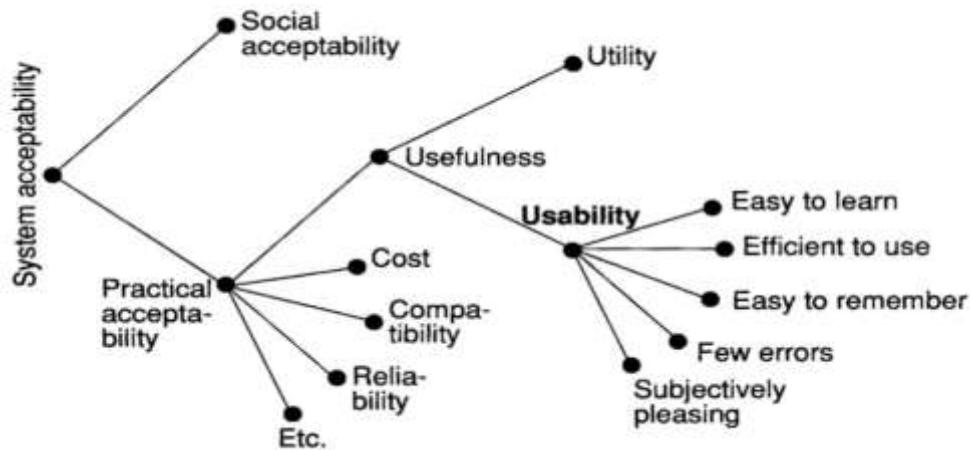 System acceptability
Social
acceptability
Utility
Usefulness
Usability
Easy to learn
Efficient to use
Easy to remember
Few errors
Subjectively
pleasing
Practical
accepta-
bility
Cost
Compa-
tibility
Relia-
bility
Etc.